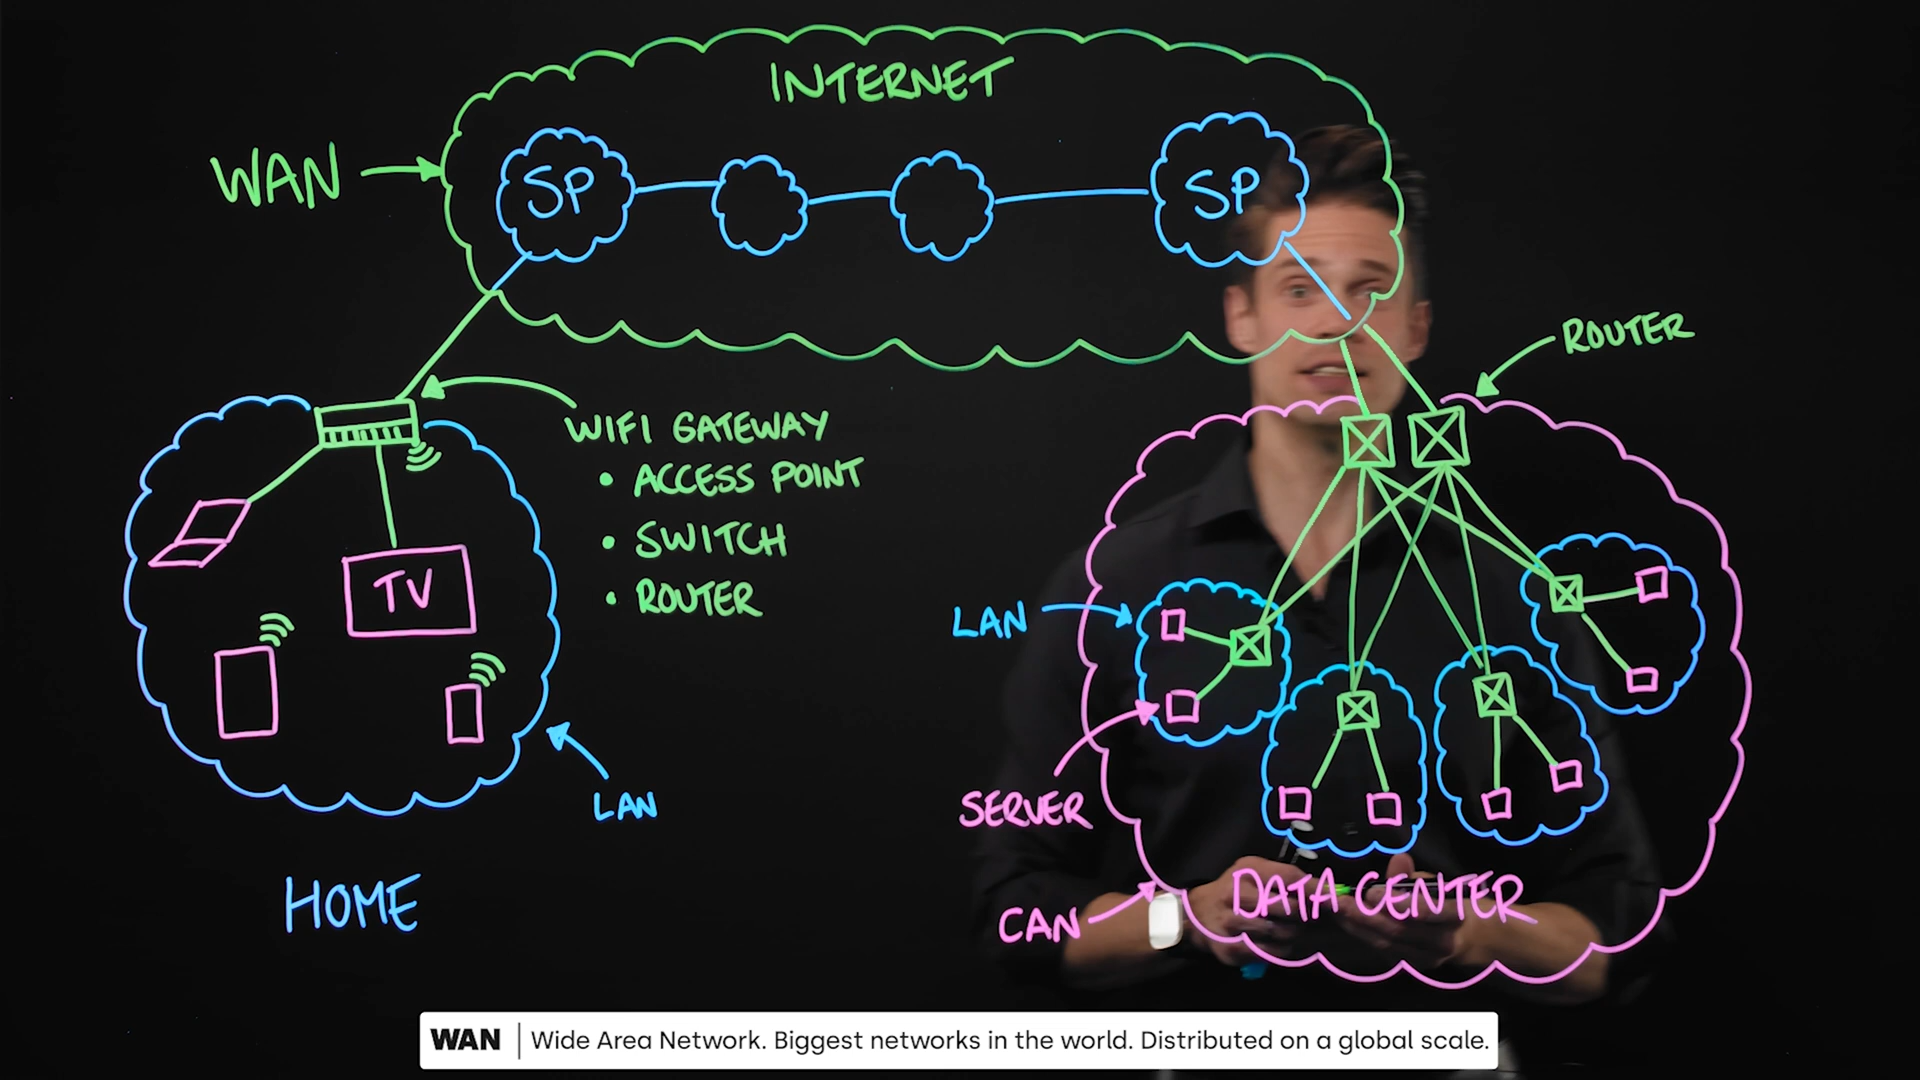 INTERNET
WAN
SP
SP
ROUTER
WIFI GATEWAY
• ACCESS POINT
• SWITCH
• ROUTER
TV
LAN
LAN
SERVER
HOME
CAN
DATA CENTER
WAN | Wide Area Network. Biggest networks in the world. Distributed on a global scale.